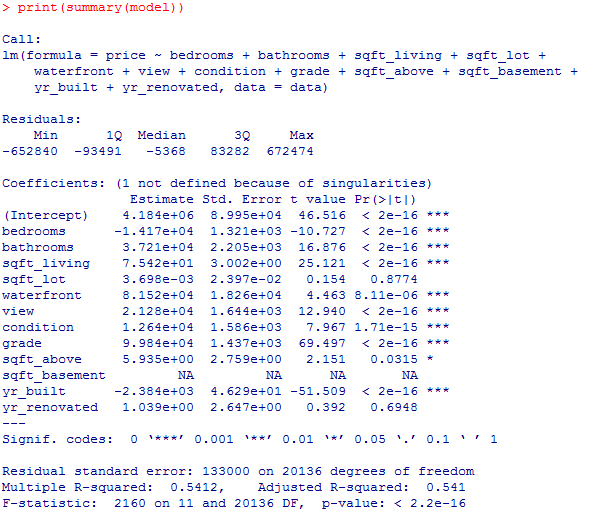 > print(summary(model))
Call:
lm(formula = price ~ bedrooms + bathrooms + sqft_living + sqft_lot +
    waterfront + view + condition + grade + sqft_above + sqft_basement +
    yr_built + yr_renovated, data = data)
Residuals:
    Min      1Q  Median      3Q     Max
-652840  -93491   -5368   83282  672474
Coefficients: (1 not defined because of singularities)
                Estimate Std. Error t value Pr(>|t|)
(Intercept)    4.184e+06  8.995e+04  46.516  < 2e-16 ***
bedrooms      -1.417e+04  1.321e+03 -10.727  < 2e-16 ***
bathrooms      3.721e+04  2.205e+03  16.876  < 2e-16 ***
sqft_living    7.542e+01  3.002e+00  25.121  < 2e-16 ***
sqft_lot       3.698e-03  2.397e-02   0.154   0.8774
waterfront     8.152e+04  1.826e+04   4.463 8.11e-06 ***
view           2.128e+04  1.644e+03  12.940  < 2e-16 ***
condition      1.264e+04  1.586e+03   7.967 1.71e-15 ***
grade          9.984e+04  1.437e+03  69.497  < 2e-16 ***
sqft_above     5.935e+00  2.759e+00   2.151   0.0315 *
sqft_basement         NA         NA      NA       NA
yr_built      -2.384e+03  4.629e+01 -51.509  < 2e-16 ***
yr_renovated   1.039e+00  2.647e+00   0.392   0.6948
---
Signif. codes:  0 ‘***’ 0.001 ‘**’ 0.01 ‘*’ 0.05 ‘.’ 0.1 ‘ ’ 1
Residual standard error: 133000 on 20136 degrees of freedom
Multiple R-squared:  0.5412,    Adjusted R-squared:  0.541
F-statistic:  2160 on 11 and 20136 DF,  p-value: < 2.2e-16